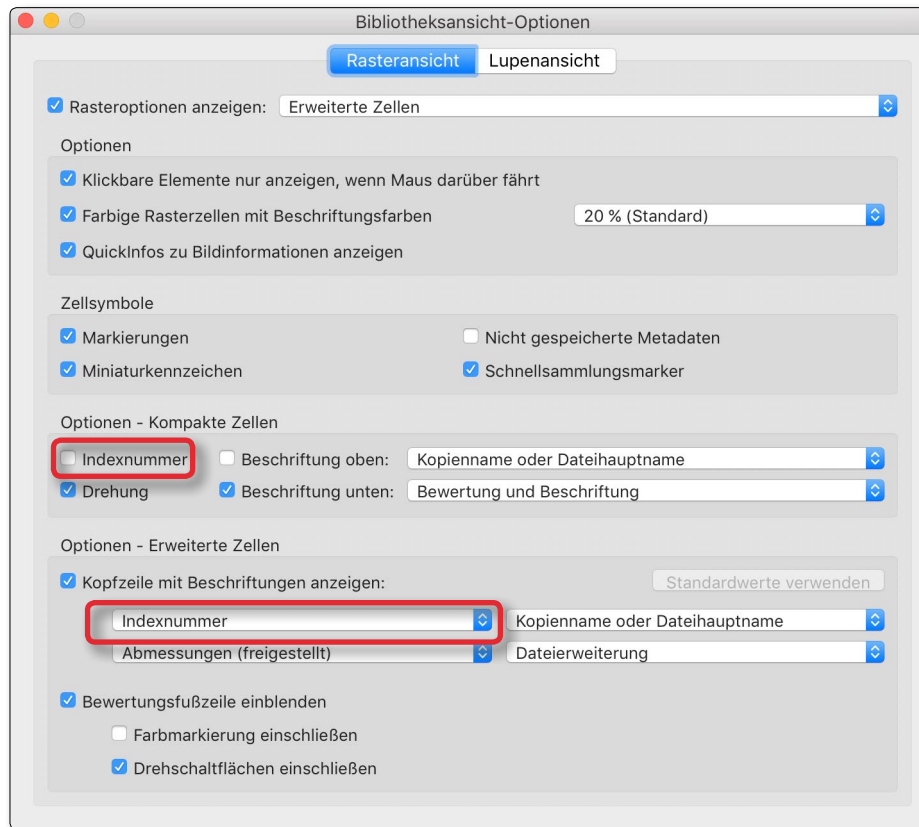 Bibliotheksansicht-Optionen
Rasteransicht Lupenansicht
Rasteroptionen anzeigen: Erweiterte Zellen
Optionen
Klickbare Elemente nur anzeigen, wenn Maus darüber fährt
Farbige Rasterzellen mit Beschriftungsfarben 20 % (Standard)
QuickInfos zu Bildinformationen anzeigen
Zellsymbole
Markierungen Nicht gespeicherte Metadaten
Miniaturkennzeichen Schnellsammlungsmarker
Optionen - Kompakte Zellen
Indexnummer Beschriftung oben: Kopienname oder Dateihauptname
Drehung Beschriftung unten: Bewertung und Beschriftung
Optionen - Erweiterte Zellen
Kopfzeile mit Beschriftungen anzeigen: Standardwerte verwenden
Indexnummer Kopienname oder Dateihauptname
Abmessungen (freigestellt) Dateierweiterung
Bewertungsfußzeile einblenden
Farbmarkierung einschließen
Drehschaltflächen einschließen